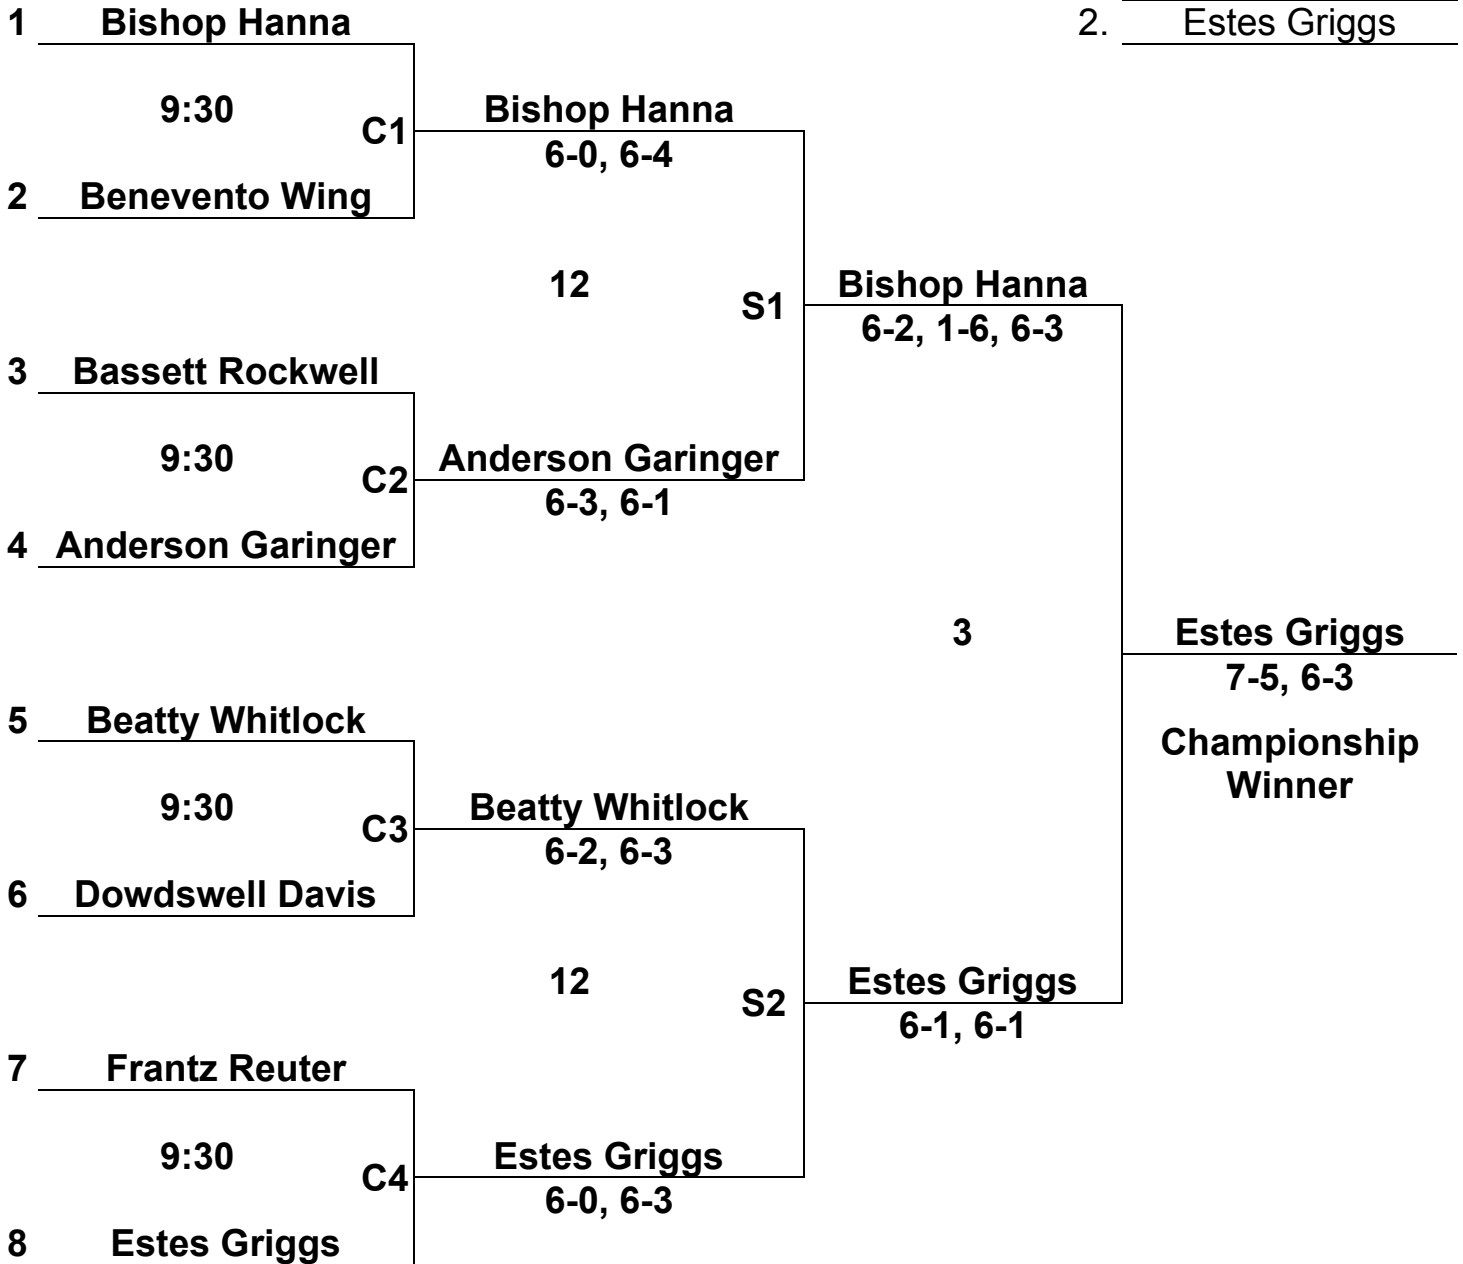 1 Bishop Hanna
2. Estes Griggs
9:30
C1
Bishop Hanna
6-0, 6-4
2 Benevento Wing
12
S1
Bishop Hanna
6-2, 1-6, 6-3
3 Bassett Rockwell
9:30
C2
Anderson Garinger
6-3, 6-1
4 Anderson Garinger
3
Estes Griggs
7-5, 6-3
Championship
Winner
5 Beatty Whitlock
9:30
C3
Beatty Whitlock
6-2, 6-3
6 Dowdswell Davis
12
S2
Estes Griggs
6-1, 6-1
7 Frantz Reuter
9:30
C4
Estes Griggs
6-0, 6-3
8 Estes Griggs